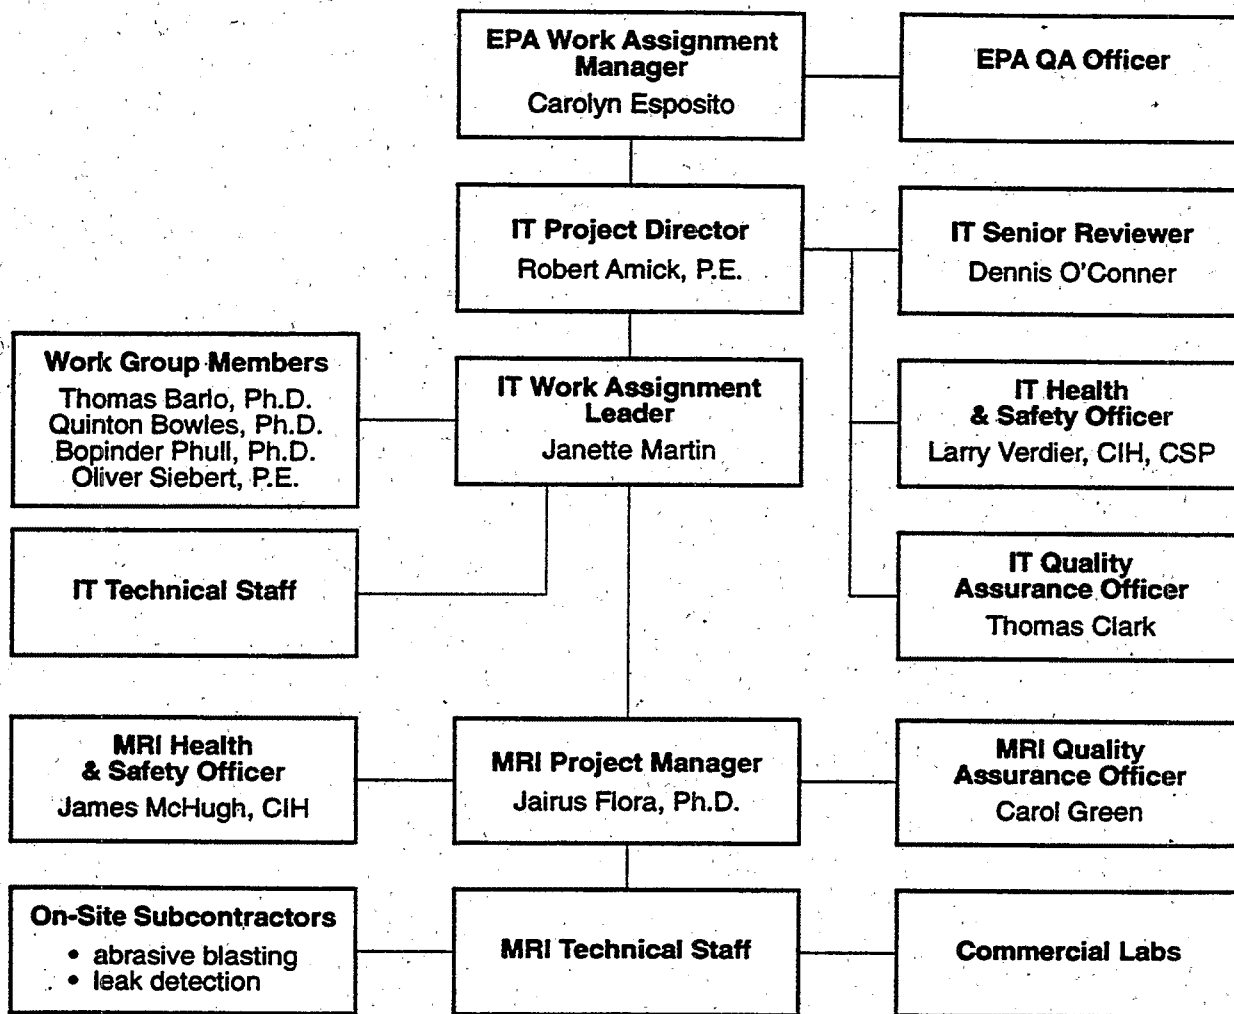 EPA Work Assignment
Manager
Carolyn Esposito
EPA QA Officer
IT Project Director
Robert Amick, P.E.
IT Senior Reviewer
Dennis O'Conner
Work Group Members
Thomas Barlo, Ph.D.
Quinton Bowles, Ph.D.
Bopinder Phull, Ph.D.
Oliver Siebert, P.E.
IT Work Assignment
Leader
Janette Martin
IT Health
& Safety Officer
Larry Verdier, CIH, CSP
IT Technical Staff
IT Quality
Assurance Officer
Thomas Clark
MRI Health
& Safety Officer
James McHugh, CIH
MRI Project Manager
Jairus Flora, Ph.D.
MRI Quality
Assurance Officer
Carol Green
On-Site Subcontractors
• abrasive blasting
• leak detection
MRI Technical Staff
Commercial Labs